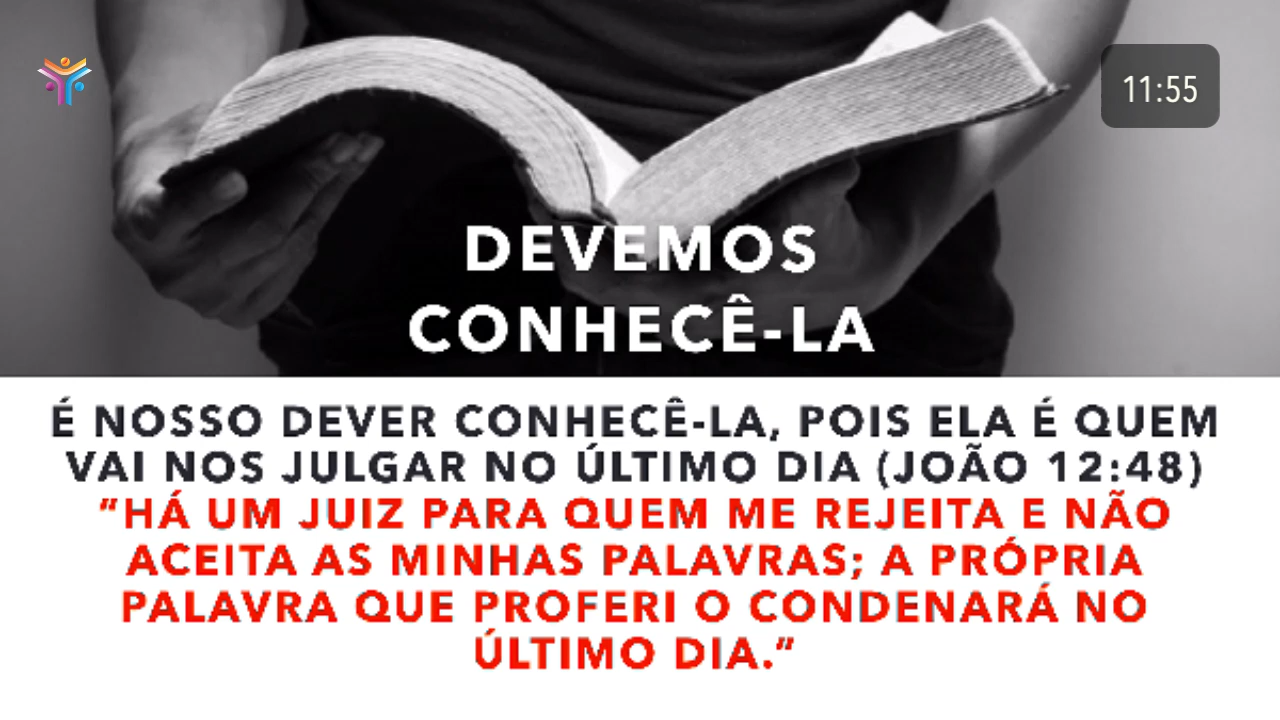 11:55
DEVEMOS
CONHECÊ-LA
É NOSSO DEVER CONHECÊ-LA, POIS ELA É QUEM
VAI NOS JULGAR NO ÚLTIMO DIA (JOÃO 12:48)
“HÁ UM JUIZ PARA QUEM ME REJEITA E NÃO
ACEITA AS MINHAS PALAVRAS; A PRÓPRIA
PALAVRA QUE PROFERI O CONDENARÁ NO
ÚLTIMO DIA.”